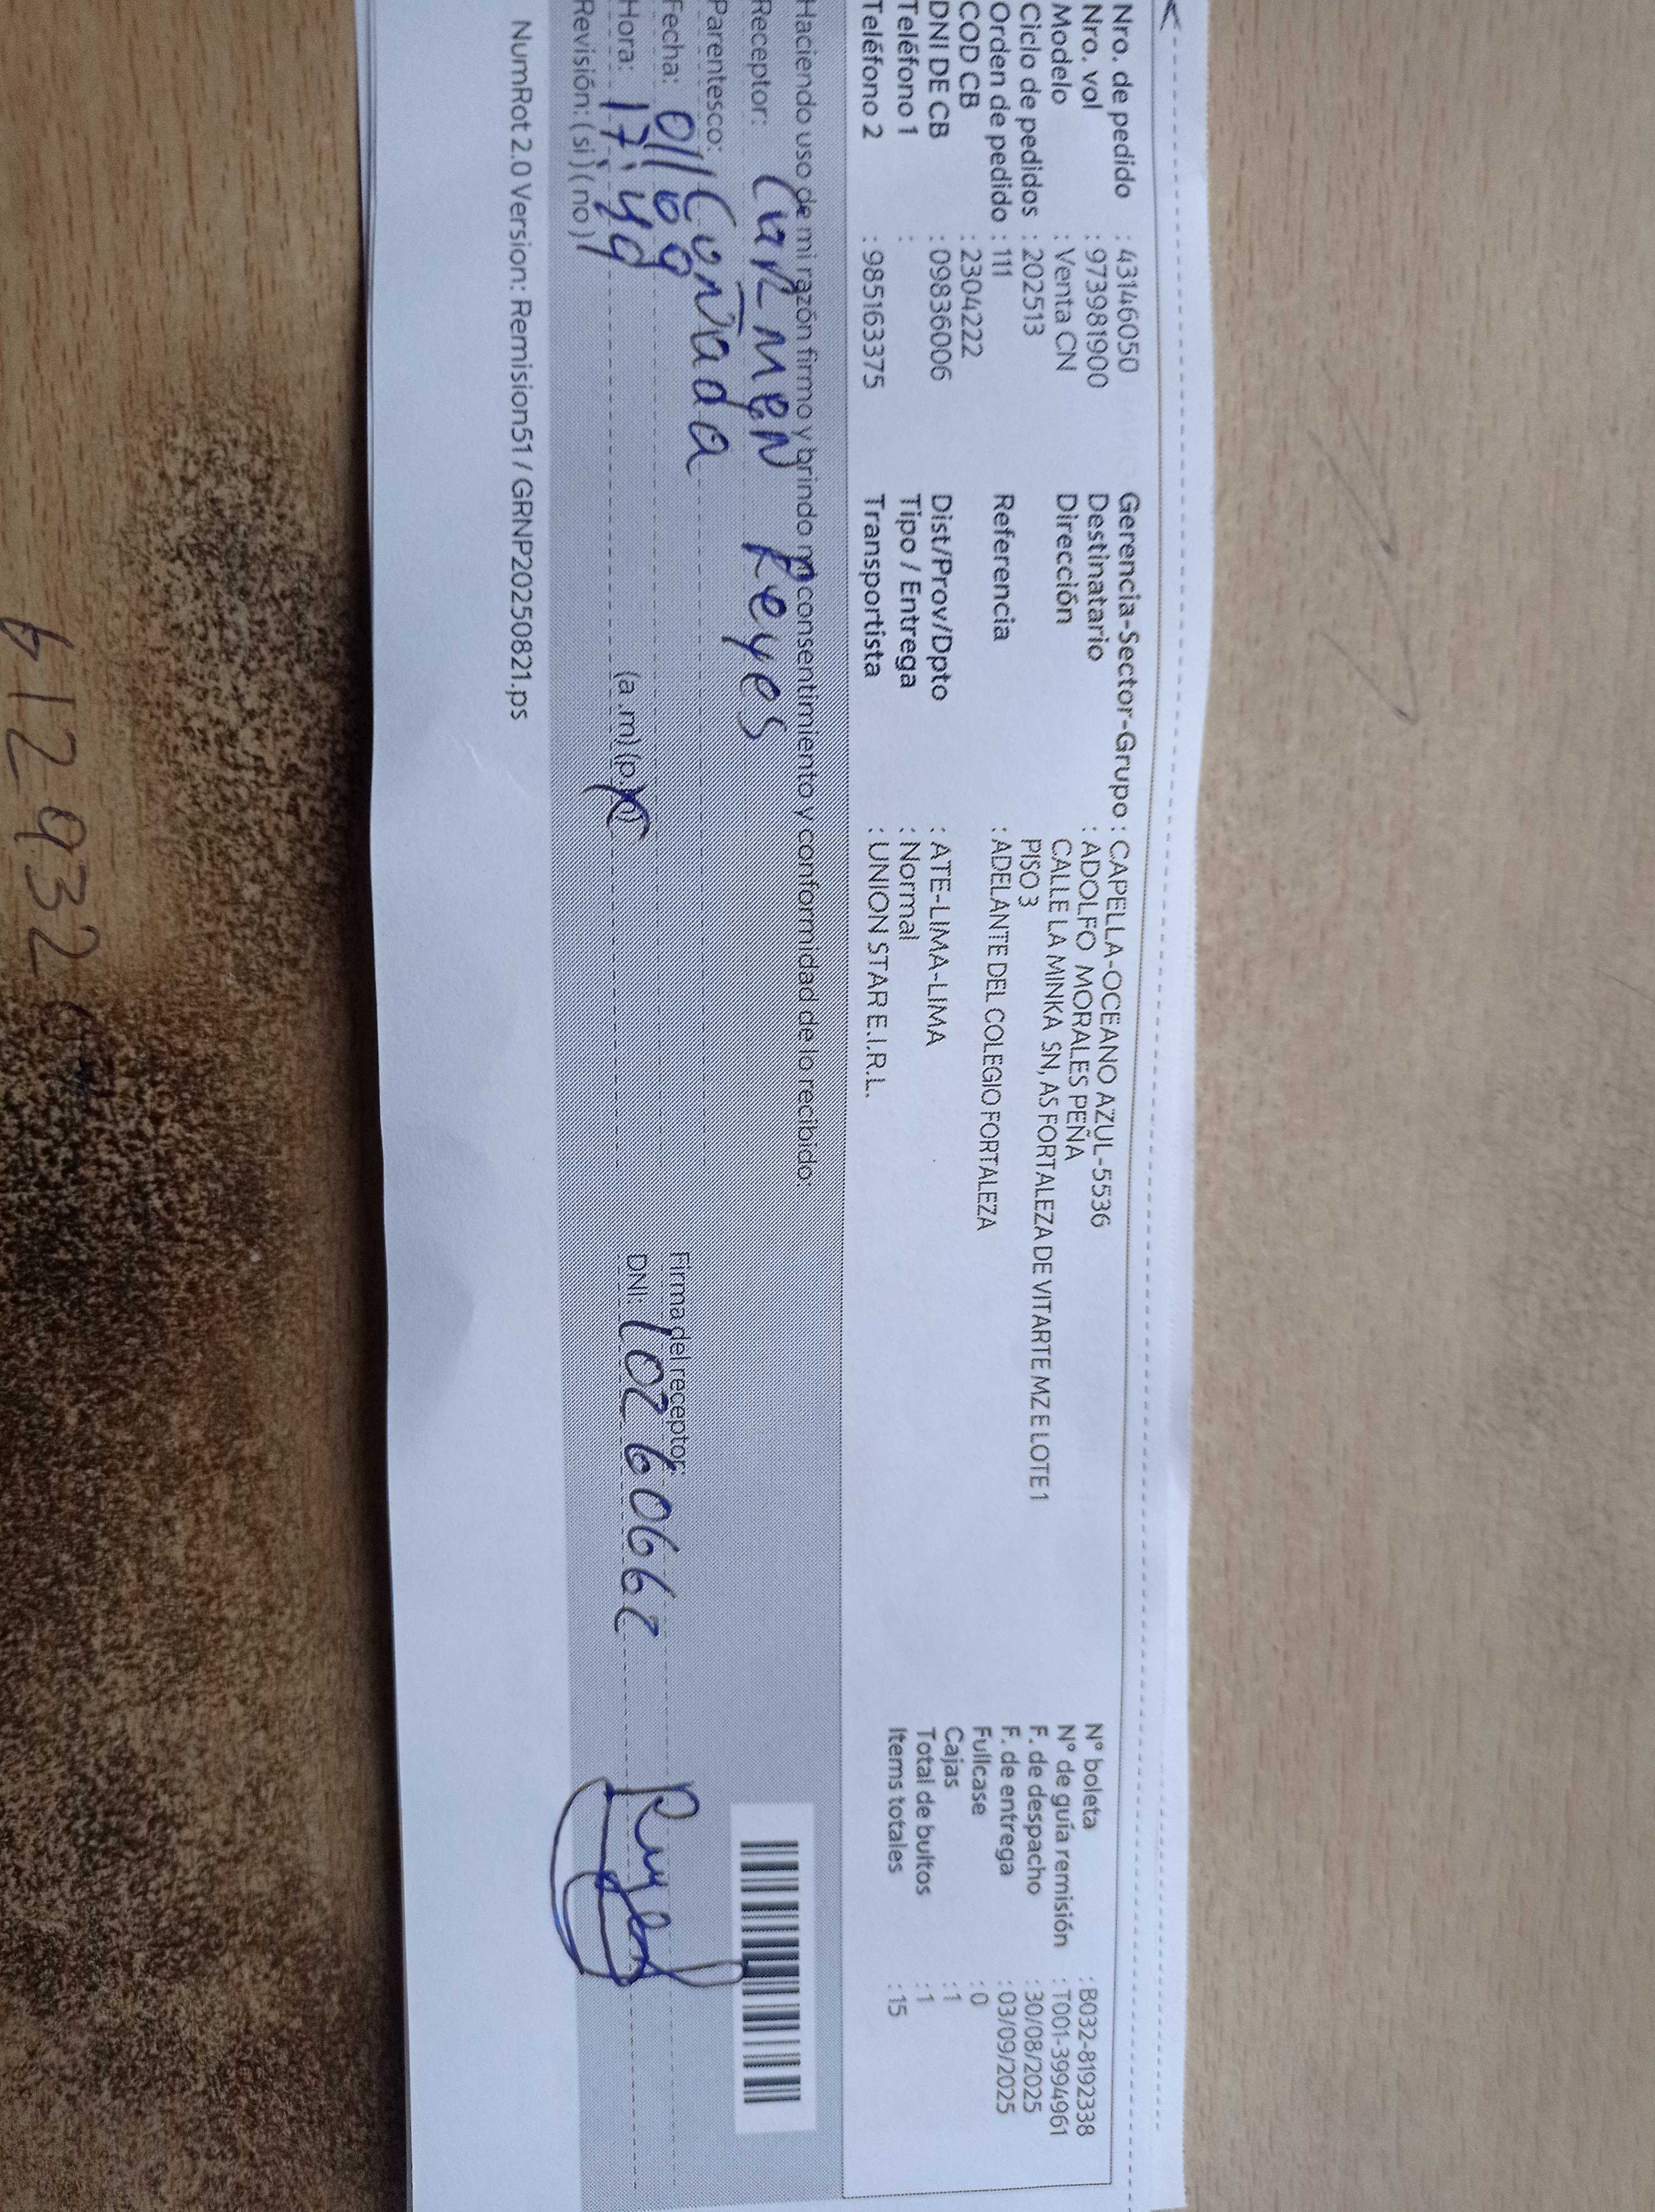 Nro. de pedido : 43146050
Nro. vol : 973981900
Modelo : Venta CN
Ciclo de pedidos : 202513
Orden de pedido : 111
COD CB : 2304222
DNI DE CB : 09836006
Teléfono 1 :
Teléfono 2 : 985163375
Gerencia-Sector-Grupo : CAPELLA-OCEANO AZUL-5536
Destinatario : ADOLFO MORALES PEÑA
Dirección CALLE LA MINKA SN, AS FORTALEZA DE VITARTE MZ E LOTE 1
PISO 3
Referencia : ADELANTE DEL COLEGIO FORTALEZA
Dist/Prov/Dpto : ATE-LIMA-LIMA
Tipo / Entrega : Normal
Transportista : UNION STAR E.I.R.L.
N° boleta : B032-8192338
N° de guía remisión : T001-3994961
F. de despacho : 30/08/2025
F. de entrega : 03/09/2025
Fullcase : 0
Cajas : 1
Total de bultos : 1
Items totales : 15
Haciendo uso de mi razón firmo y brindo mi consentimiento y conformidad de lo recibido:
Receptor: Carmen Reyes
Parentesco: Cuñada
Fecha: 01/09
Hora: 17:49 (a .m) (p.m)
Revisión: ( si ) ( no )
Firma del receptor:
DNI: 10260662
NumRot 2.0 Version: Remision51 / GRNP20250821.ps
612932